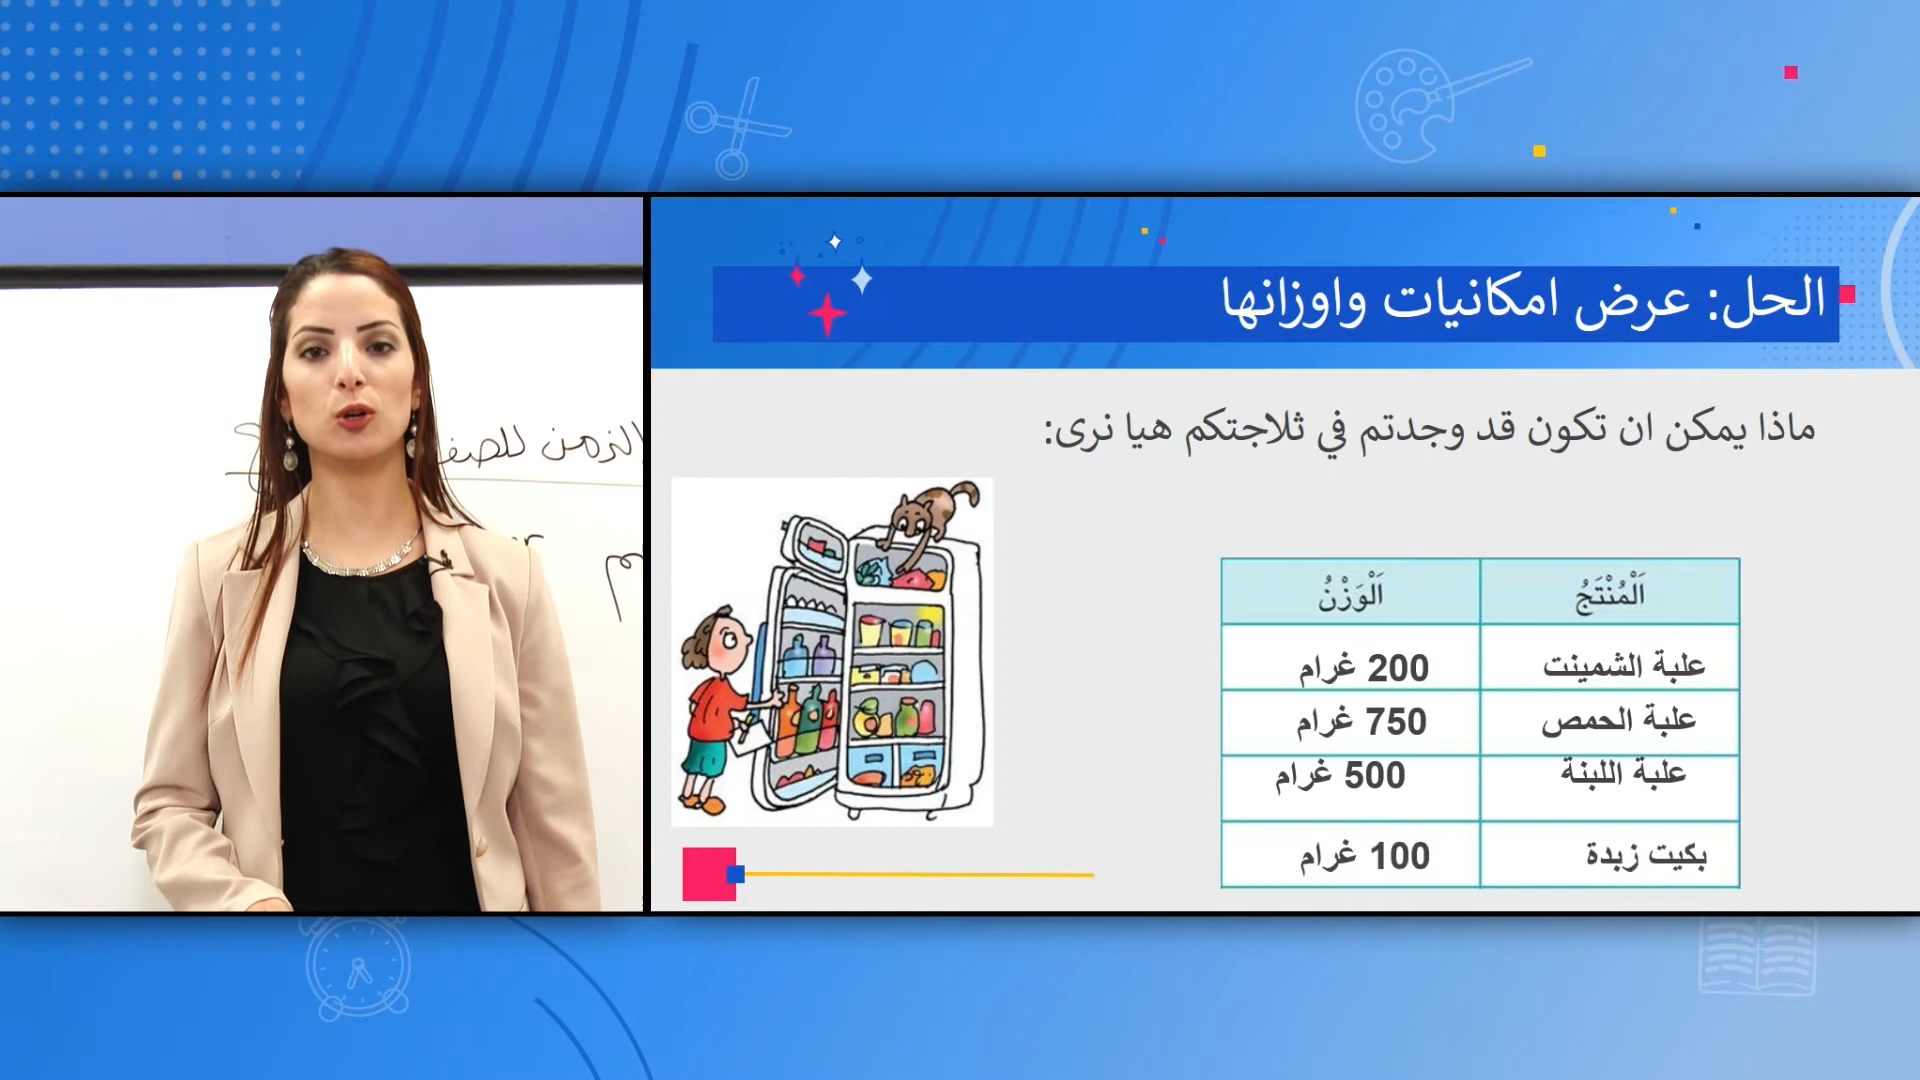 الحل: عرض امكانيات واوزانها
ماذا يمكن ان تكون قد وجدتم في ثلاجتكم هيا نرى:
اَلْمُنْتَجُ اَلْوَزْنُ
علبة الشمينت 200 غرام
علبة الحمص 750 غرام
علبة اللبنة 500 غرام
بكيت زبدة 100 غرام
الزمن للصف